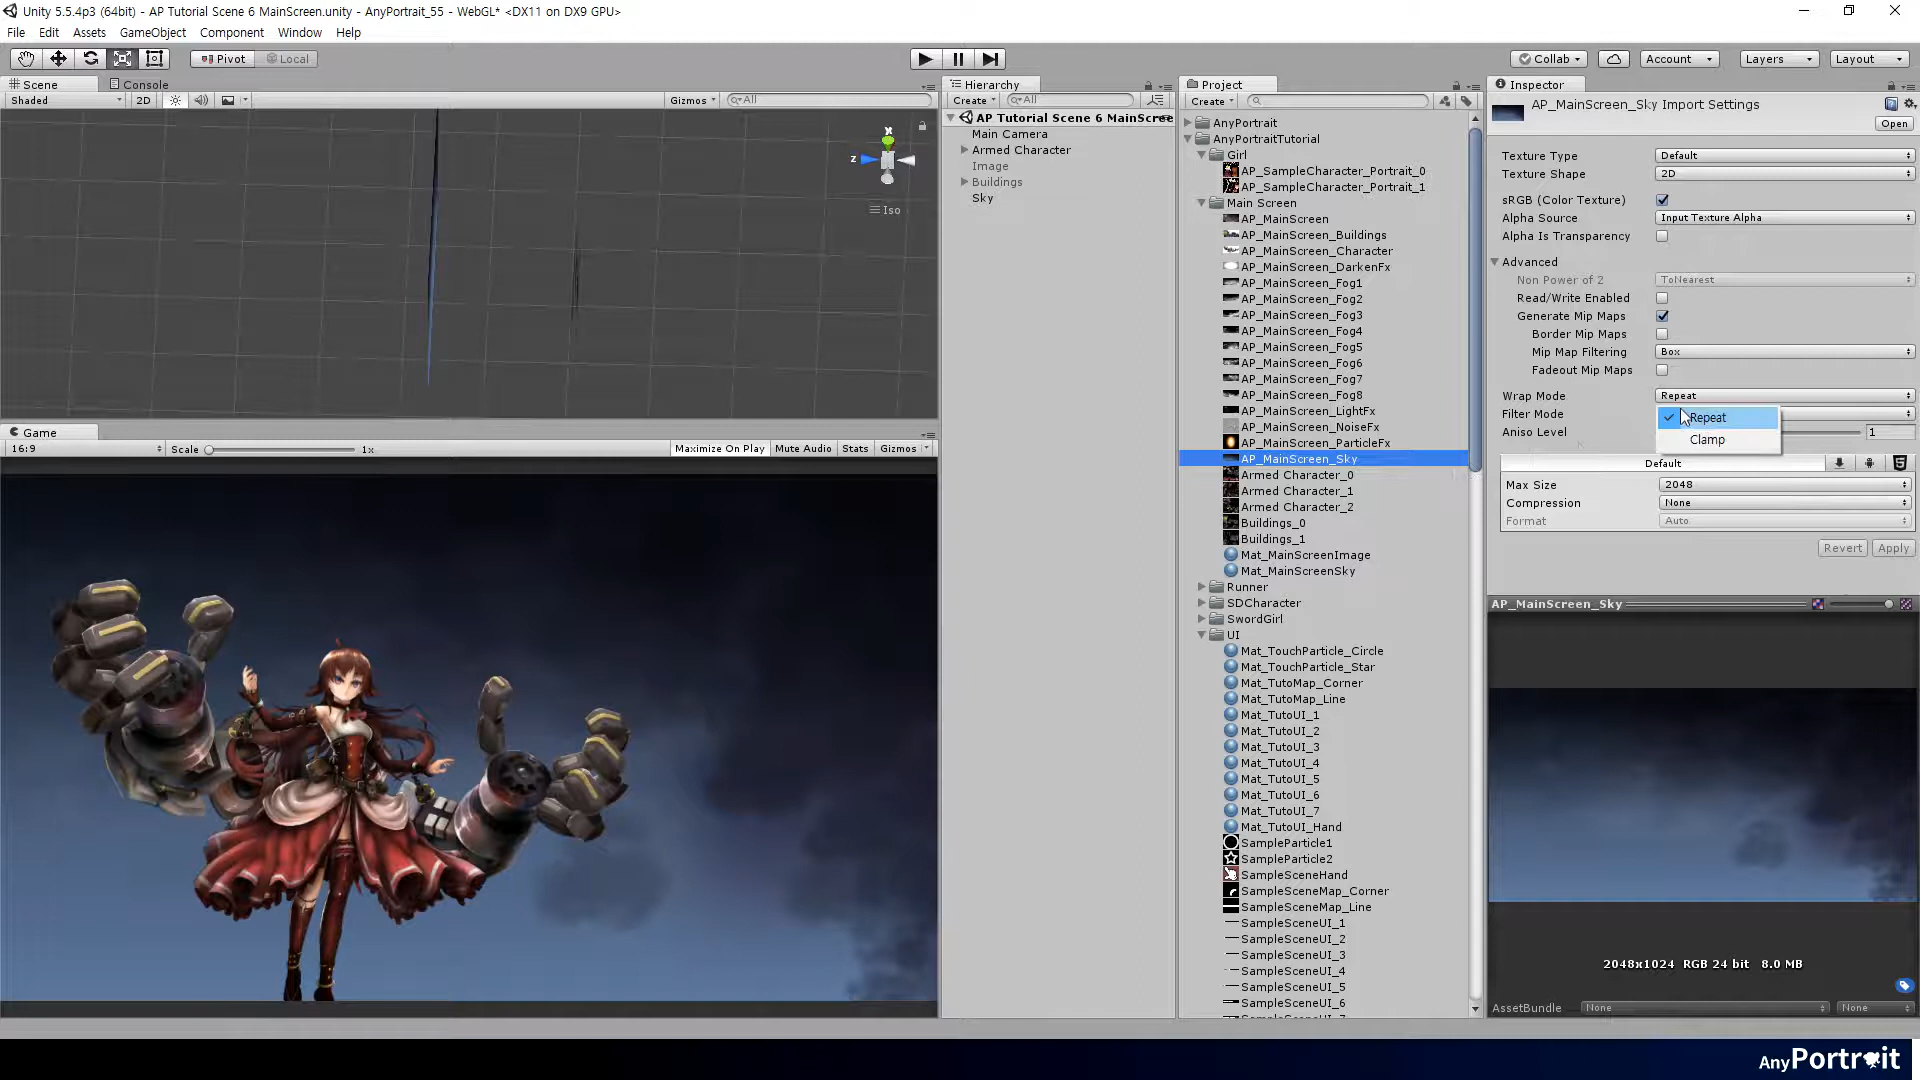 Unity 5.5.4p3 (64bit) - AP Tutorial Scene 6 MainScreen.unity - AnyPortrait_55 - WebGL* <DX11 on DX9 GPU>
File Edit Assets GameObject Component Window Help
Pivot Local Collab Account Layers Layout
Scene Console
Shaded 2D Gizmos All
Y
Z
Iso
Game
16:9 Scale 1x Maximize On Play Mute Audio Stats Gizmos
Hierarchy
Create All
AP Tutorial Scene 6 MainScree
Main Camera
Armed Character
Image
Buildings
Sky
Project
Create
AnyPortrait
AnyPortraitTutorial
Girl
AP_SampleCharacter_Portrait_0
AP_SampleCharacter_Portrait_1
Main Screen
AP_MainScreen
AP_MainScreen_Buildings
AP_MainScreen_Character
AP_MainScreen_DarkenFx
AP_MainScreen_Fog1
AP_MainScreen_Fog2
AP_MainScreen_Fog3
AP_MainScreen_Fog4
AP_MainScreen_Fog5
AP_MainScreen_Fog6
AP_MainScreen_Fog7
AP_MainScreen_Fog8
AP_MainScreen_LightFx
AP_MainScreen_NoiseFx
AP_MainScreen_ParticleFx
AP_MainScreen_Sky
Armed Character_0
Armed Character_1
Armed Character_2
Buildings_0
Buildings_1
Mat_MainScreenImage
Mat_MainScreenSky
Runner
SDCharacter
SwordGirl
UI
Mat_TouchParticle_Circle
Mat_TouchParticle_Star
Mat_TutoMap_Corner
Mat_TutoMap_Line
Mat_TutoUI_1
Mat_TutoUI_2
Mat_TutoUI_3
Mat_TutoUI_4
Mat_TutoUI_5
Mat_TutoUI_6
Mat_TutoUI_7
Mat_TutoUI_Hand
SampleParticle1
SampleParticle2
SampleSceneHand
SampleSceneMap_Corner
SampleSceneMap_Line
SampleSceneUI_1
SampleSceneUI_2
SampleSceneUI_3
SampleSceneUI_4
SampleSceneUI_5
SampleSceneUI_6
Inspector
AP_MainScreen_Sky Import Settings
Open
Texture Type Default
Texture Shape 2D
sRGB (Color Texture)
Alpha Source Input Texture Alpha
Alpha Is Transparency
Advanced
Non Power of 2 ToNearest
Read/Write Enabled
Generate Mip Maps
Border Mip Maps
Mip Map Filtering Box
Fadeout Mip Maps
Wrap Mode Repeat
Filter Mode Repeat
Aniso Level Clamp 1
Default
Max Size 2048
Compression None
Format Auto
Revert Apply
AP_MainScreen_Sky
2048x1024 RGB 24 bit 8.0 MB
AssetBundle None None
AnyPortrait